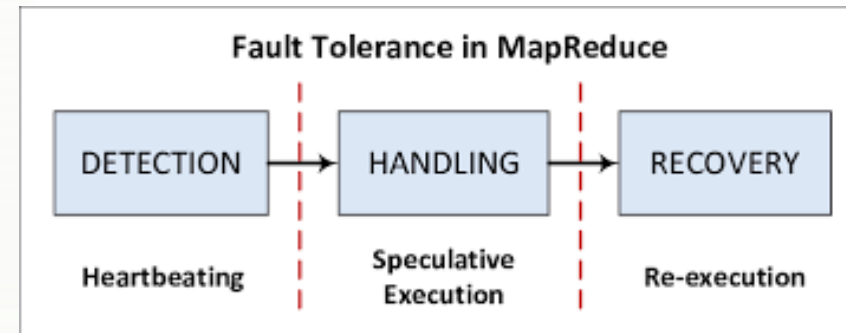 Fault Tolerance in MapReduce
DETECTION
HANDLING
RECOVERY
Heartbeating
Speculative
Execution
Re-execution